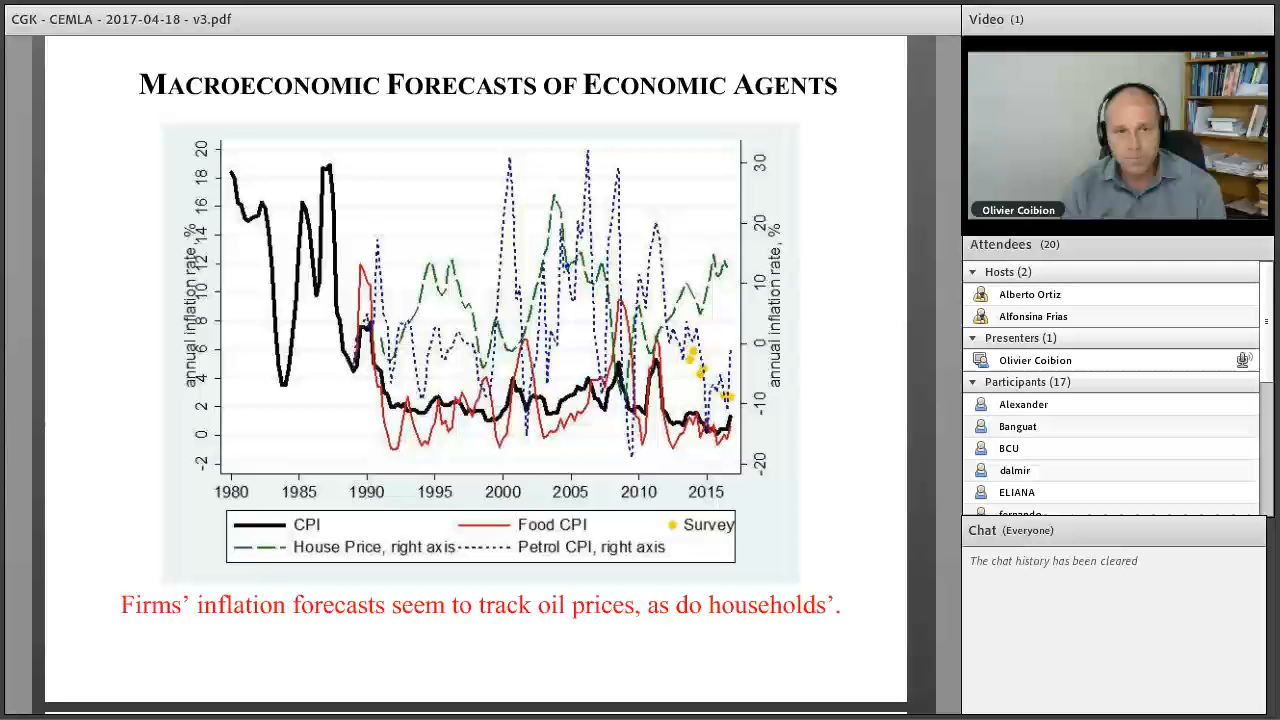 CGK - CEMLA - 2017-04-18 - v3.pdf
MACROECONOMIC FORECASTS OF ECONOMIC AGENTS
annual inflation rate, %
20
18
16
14
12
10
8
6
4
2
0
-2
30
20
10
0
-10
-20
annual inflation rate, %
1980 1985 1990 1995 2000 2005 2010 2015
CPI Food CPI Survey
House Price, right axis Petrol CPI, right axis
Firms’ inflation forecasts seem to track oil prices, as do households’.
Video (1)
Olivier Coibion
Attendees (20)
Hosts (2)
Alberto Ortiz
Alfonsina Frías
Presenters (1)
Olivier Coibion
Participants (17)
Alexander
Banguat
BCU
dalmir
ELIANA
fernando
Chat (Everyone)
The chat history has been cleared